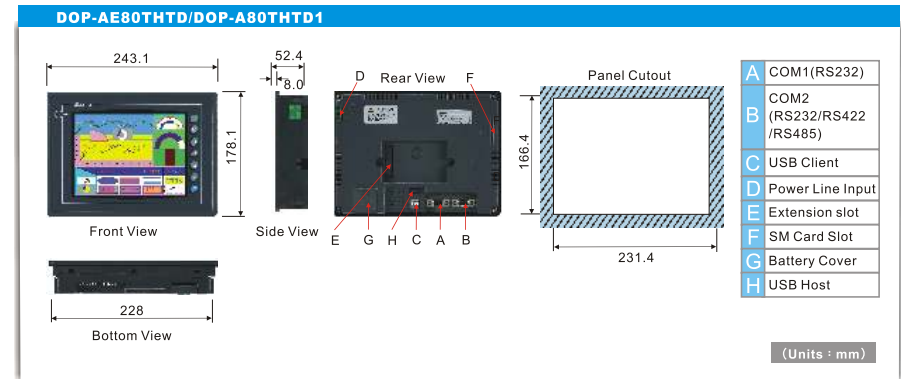 DOP-AE80THTD/DOP-A80THTD1
243.1
52.4
8.0
D
Rear View
F
Panel Cutout
178.1
166.4
Front View
Side View
E
G
H
C
A
B
231.4
228
Bottom View
A COM1(RS232)
B COM2
(RS232/RS422
/RS485)
C USB Client
D Power Line Input
E Extension slot
F SM Card Slot
G Battery Cover
H USB Host
(Units : mm)